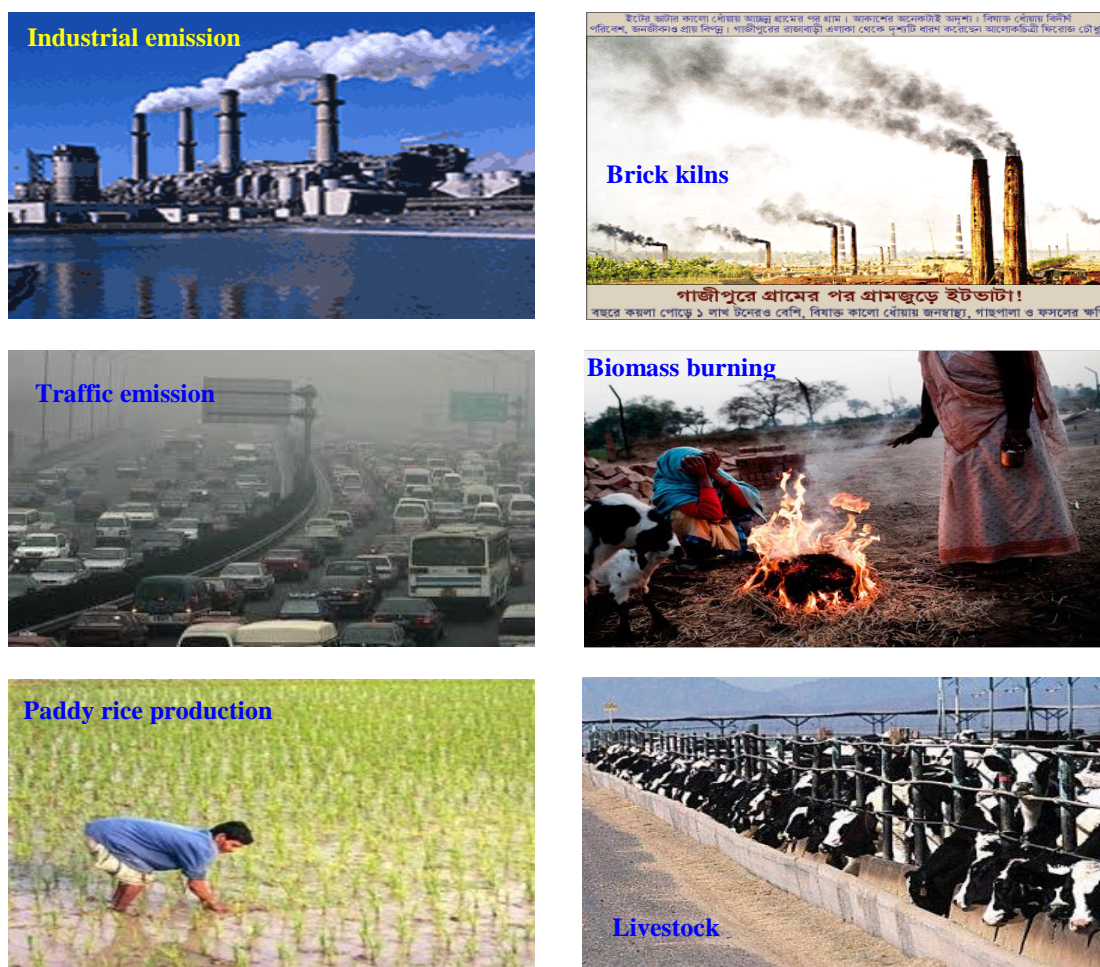 Industrial emission
ইটের ভাটার কালো ধোঁয়ায় আচ্ছন্ন গ্রামের পর গ্রাম। আকাশের অনেকটাই অদৃশ্য। বিষাক্ত ধোঁয়ায় বিদীর্ণ
পরিবেশ, জনজীবনও প্রায় বিপন্ন। গাজীপুরের রাজাবাড়ী এলাকা থেকে দৃশ্যটি ধারণ করেছেন আলোকচিত্রী ফিরোজ চৌধু
Brick kilns
গাজীপুরে গ্রামের পর গ্রামজুড়ে ইটভাটা!
বছরে কয়লা পোড়ে ১ লাখ টনেরও বেশি, বিষাক্ত কালো ধোঁয়ায় জনস্বাস্থ্য, গাছপালা ও ফসলের ক্ষতি
Traffic emission
Biomass burning
Paddy rice production
Livestock